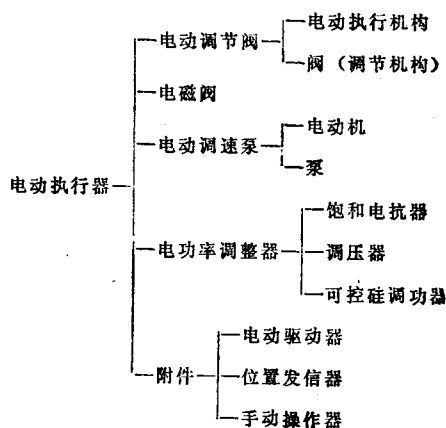 电动执行机构
电动调节阀
阀（调节机构）
电磁阀
电动机
电动调速泵
泵
电动执行器
饱和电抗器
电功率调整器
调压器
可控硅调功器
电动驱动器
附件
位置发信器
手动操作器